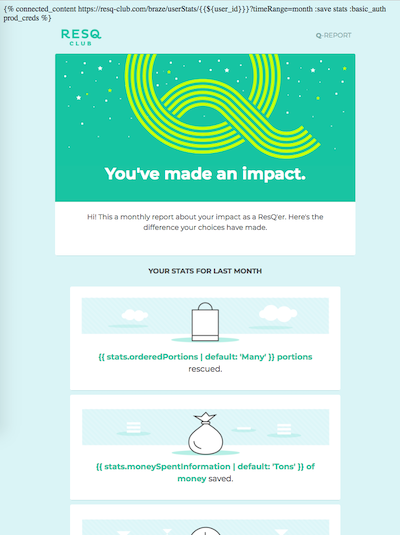 {% connected_content https://resq-club.com/braze/userStats/{{${user_id}}}?timeRange=month :save stats :basic_auth
prod_creds %}
RESQ
CLUB
Q-REPORT
You've made an impact.
Hi! This a monthly report about your impact as a ResQ'er. Here's the
difference your choices have made.
YOUR STATS FOR LAST MONTH
{{ stats.orderedPortions | default: 'Many' }} portions
rescued.
{{ stats.moneySpentInformation | default: 'Tons' }} of
money saved.